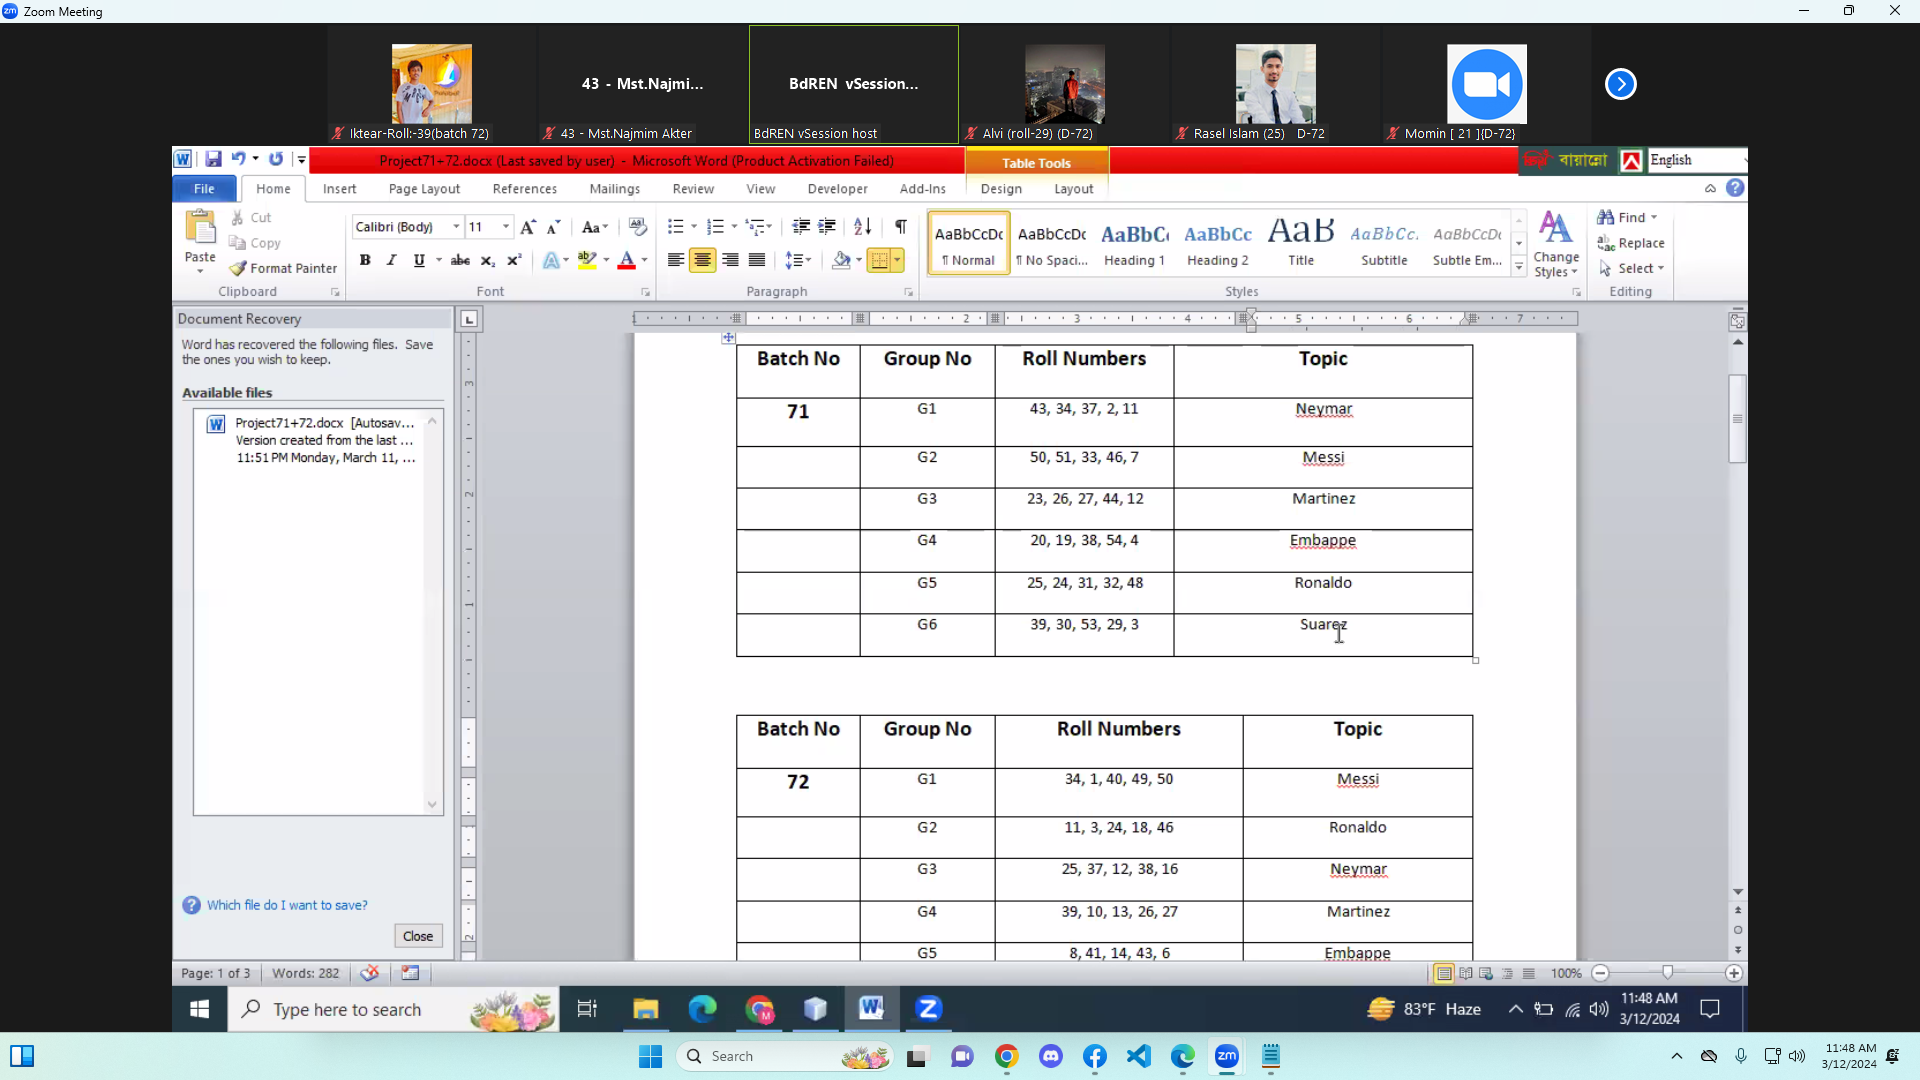 Zoom Meeting
43 - Mst.Najmi...
BdREN vSession...
Iktear-Roll:-39(batch 72)
43 - Mst.Najmim Akter
BdREN vSession host
Alvi (roll-29) (D-72)
Rasel Islam (25) D-72
Momin [ 21 ]{D-72}
Project71+72.docx (Last saved by user) - Microsoft Word (Product Activation Failed)
Table Tools
বায়ান্নো
English
File Home Insert Page Layout References Mailings Review View Developer Add-Ins Design Layout
Paste
Cut
Copy
Format Painter
Clipboard
Calibri (Body) 11
Font
Paragraph
AaBbCcDc AaBbCcDc AaBbC AaBbCc AaB AaBbCc. AaBbCcDc
¶ Normal ¶ No Spaci... Heading 1 Heading 2 Title Subtitle Subtle Em...
Change
Styles
Styles
Find
Replace
Select
Editing
Document Recovery
Word has recovered the following files. Save
the ones you wish to keep.
Available files
Project71+72.docx [Autosav...
Version created from the last ...
11:51 PM Monday, March 11, ...
Which file do I want to save?
Close
Batch No Group No Roll Numbers Topic
71 G1 43, 34, 37, 2, 11 Neymar
G2 50, 51, 33, 46, 7 Messi
G3 23, 26, 27, 44, 12 Martinez
G4 20, 19, 38, 54, 4 Embappe
G5 25, 24, 31, 32, 48 Ronaldo
G6 39, 30, 53, 29, 3 Suarez
Batch No Group No Roll Numbers Topic
72 G1 34, 1, 40, 49, 50 Messi
G2 11, 3, 24, 18, 46 Ronaldo
G3 25, 37, 12, 38, 16 Neymar
G4 39, 10, 13, 26, 27 Martinez
G5 8, 41, 14, 43, 6 Embappe
Page: 1 of 3 Words: 282
100%
Type here to search
83°F Haze
11:48 AM
3/12/2024
Search
11:48 AM
3/12/2024